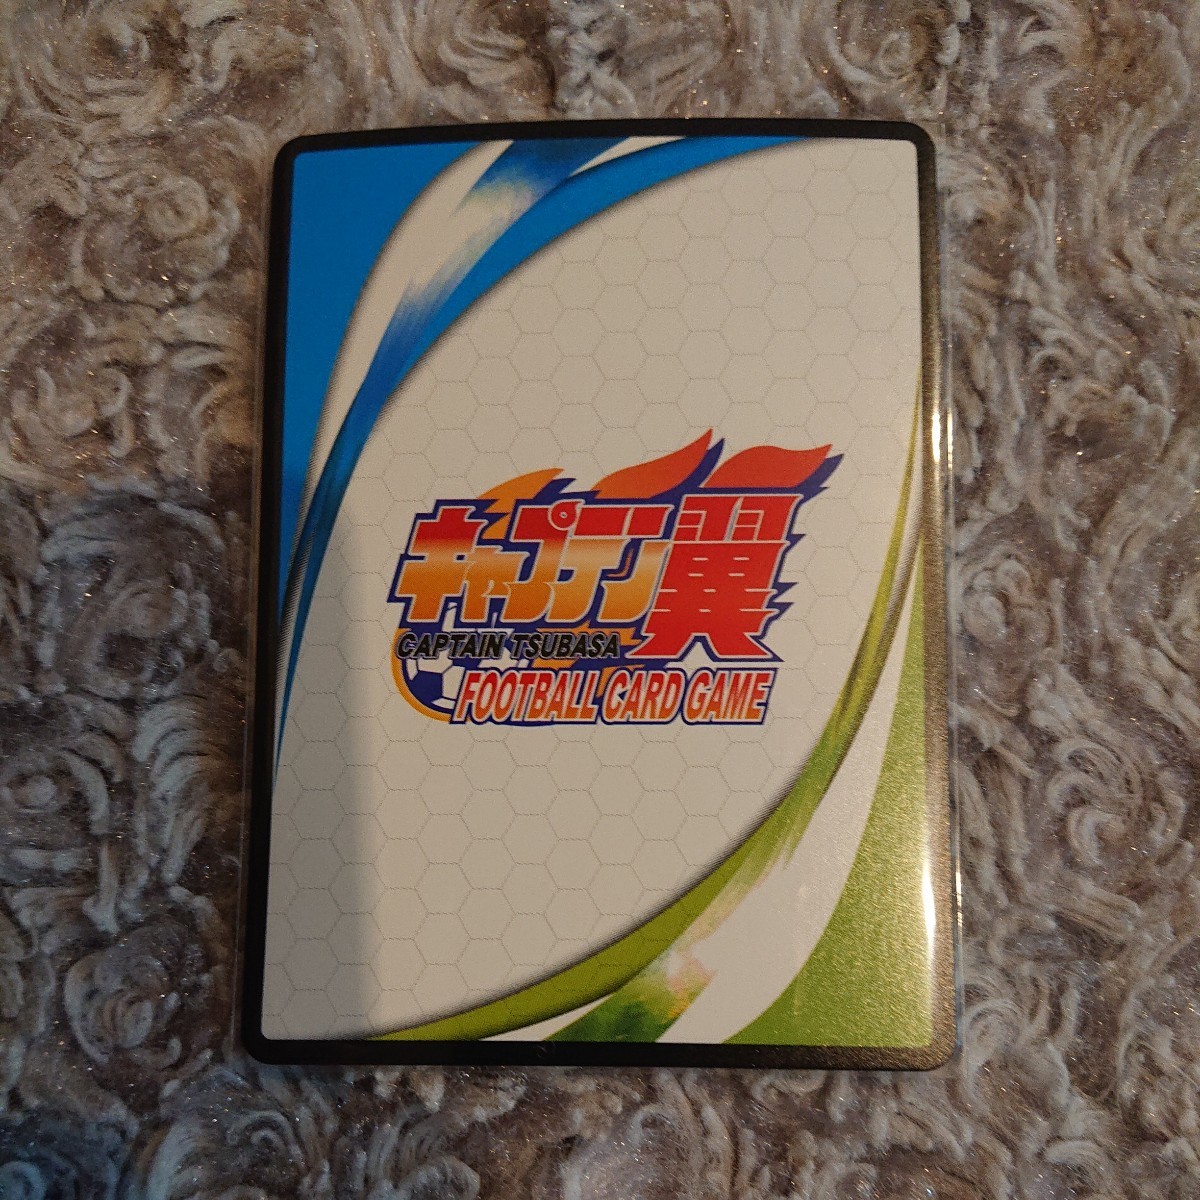 キャプテン翼
CAPTAIN TSUBASA
FOOTBALL CARD GAME